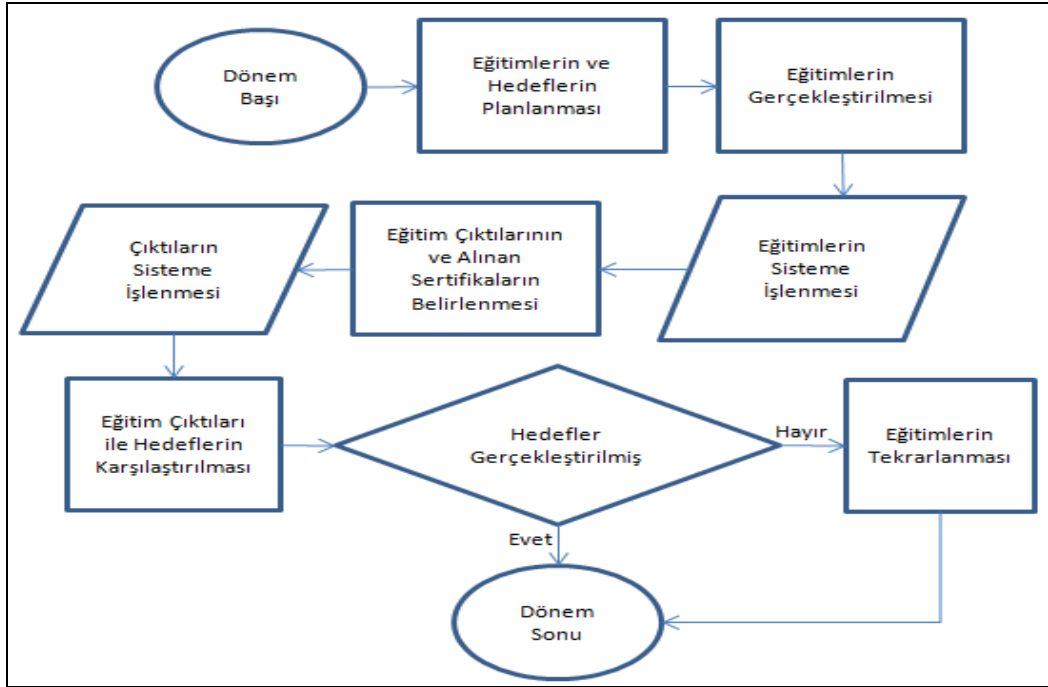 Dönem
Başı
Eğitimlerin ve
Hedeflerin
Planlanması
Eğitimlerin
Gerçekleştirilmesi
Eğitimlerin
Sisteme
İşlenmesi
Eğitim Çıktılarının
ve Alınan
Sertifikaların
Belirlenmesi
Çıktıların
Sisteme
İşlenmesi
Eğitim Çıktıları
ile Hedeflerin
Karşılaştırılması
Hedefler
Gerçekleştirilmiş
Hayır
Eğitimlerin
Tekrarlanması
Evet
Dönem
Sonu